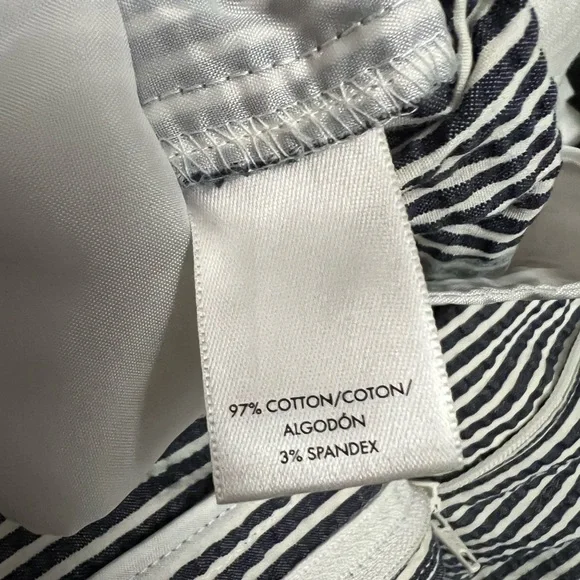 97% COTTON/COTON/
ALGODÓN
3% SPANDEX